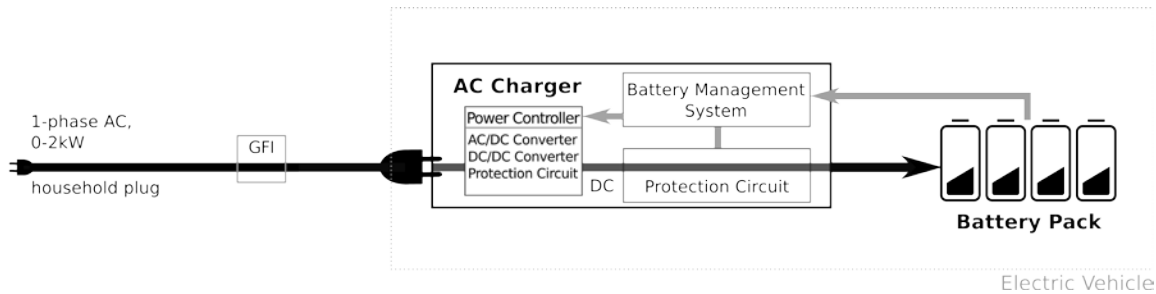 1-phase AC,
0-2kW
household plug
GFI
AC Charger
Power Controller
AC/DC Converter
DC/DC Converter
Protection Circuit
DC
Battery Management
System
Protection Circuit
Battery Pack
Electric Vehicle